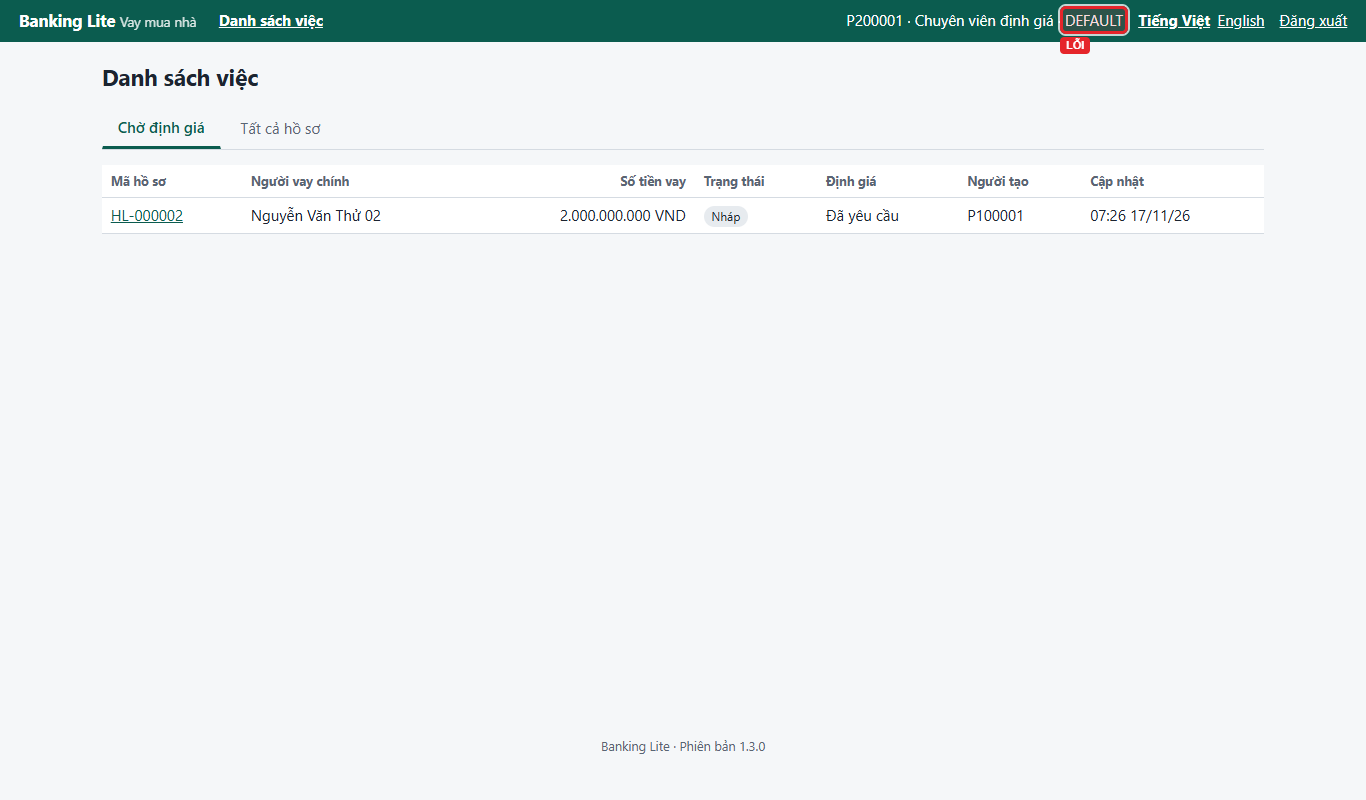 Banking Lite Vay mua nhà Danh sách việc P200001 · Chuyên viên định giá DEFAULT Tiếng Việt English Đăng xuất
LỖI
Danh sách việc
Chờ định giá Tất cả hồ sơ
Mã hồ sơ Người vay chính Số tiền vay Trạng thái Định giá Người tạo Cập nhật
HL-000002 Nguyễn Văn Thử 02 2.000.000.000 VND Nháp Đã yêu cầu P100001 07:26 17/11/26
Banking Lite · Phiên bản 1.3.0